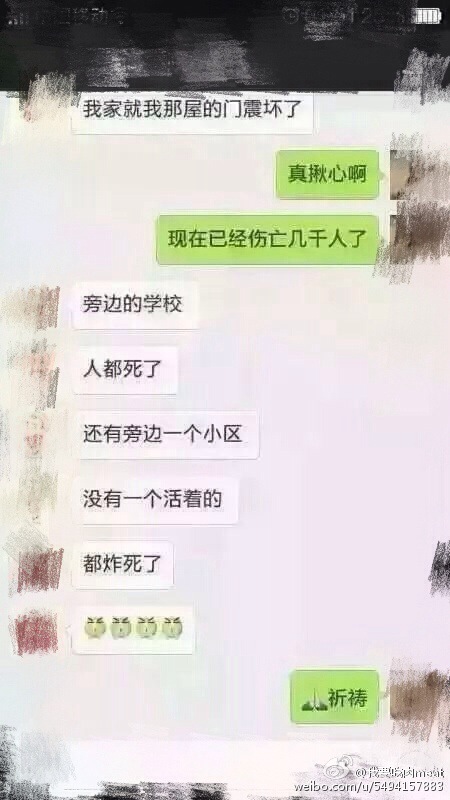 我家就我那屋的门震坏了
真揪心啊
现在已经伤亡几千人了
旁边的学校
人都死了
还有旁边一个小区
没有一个活着的
都炸死了
祈祷
weibo.com/u/5494157883